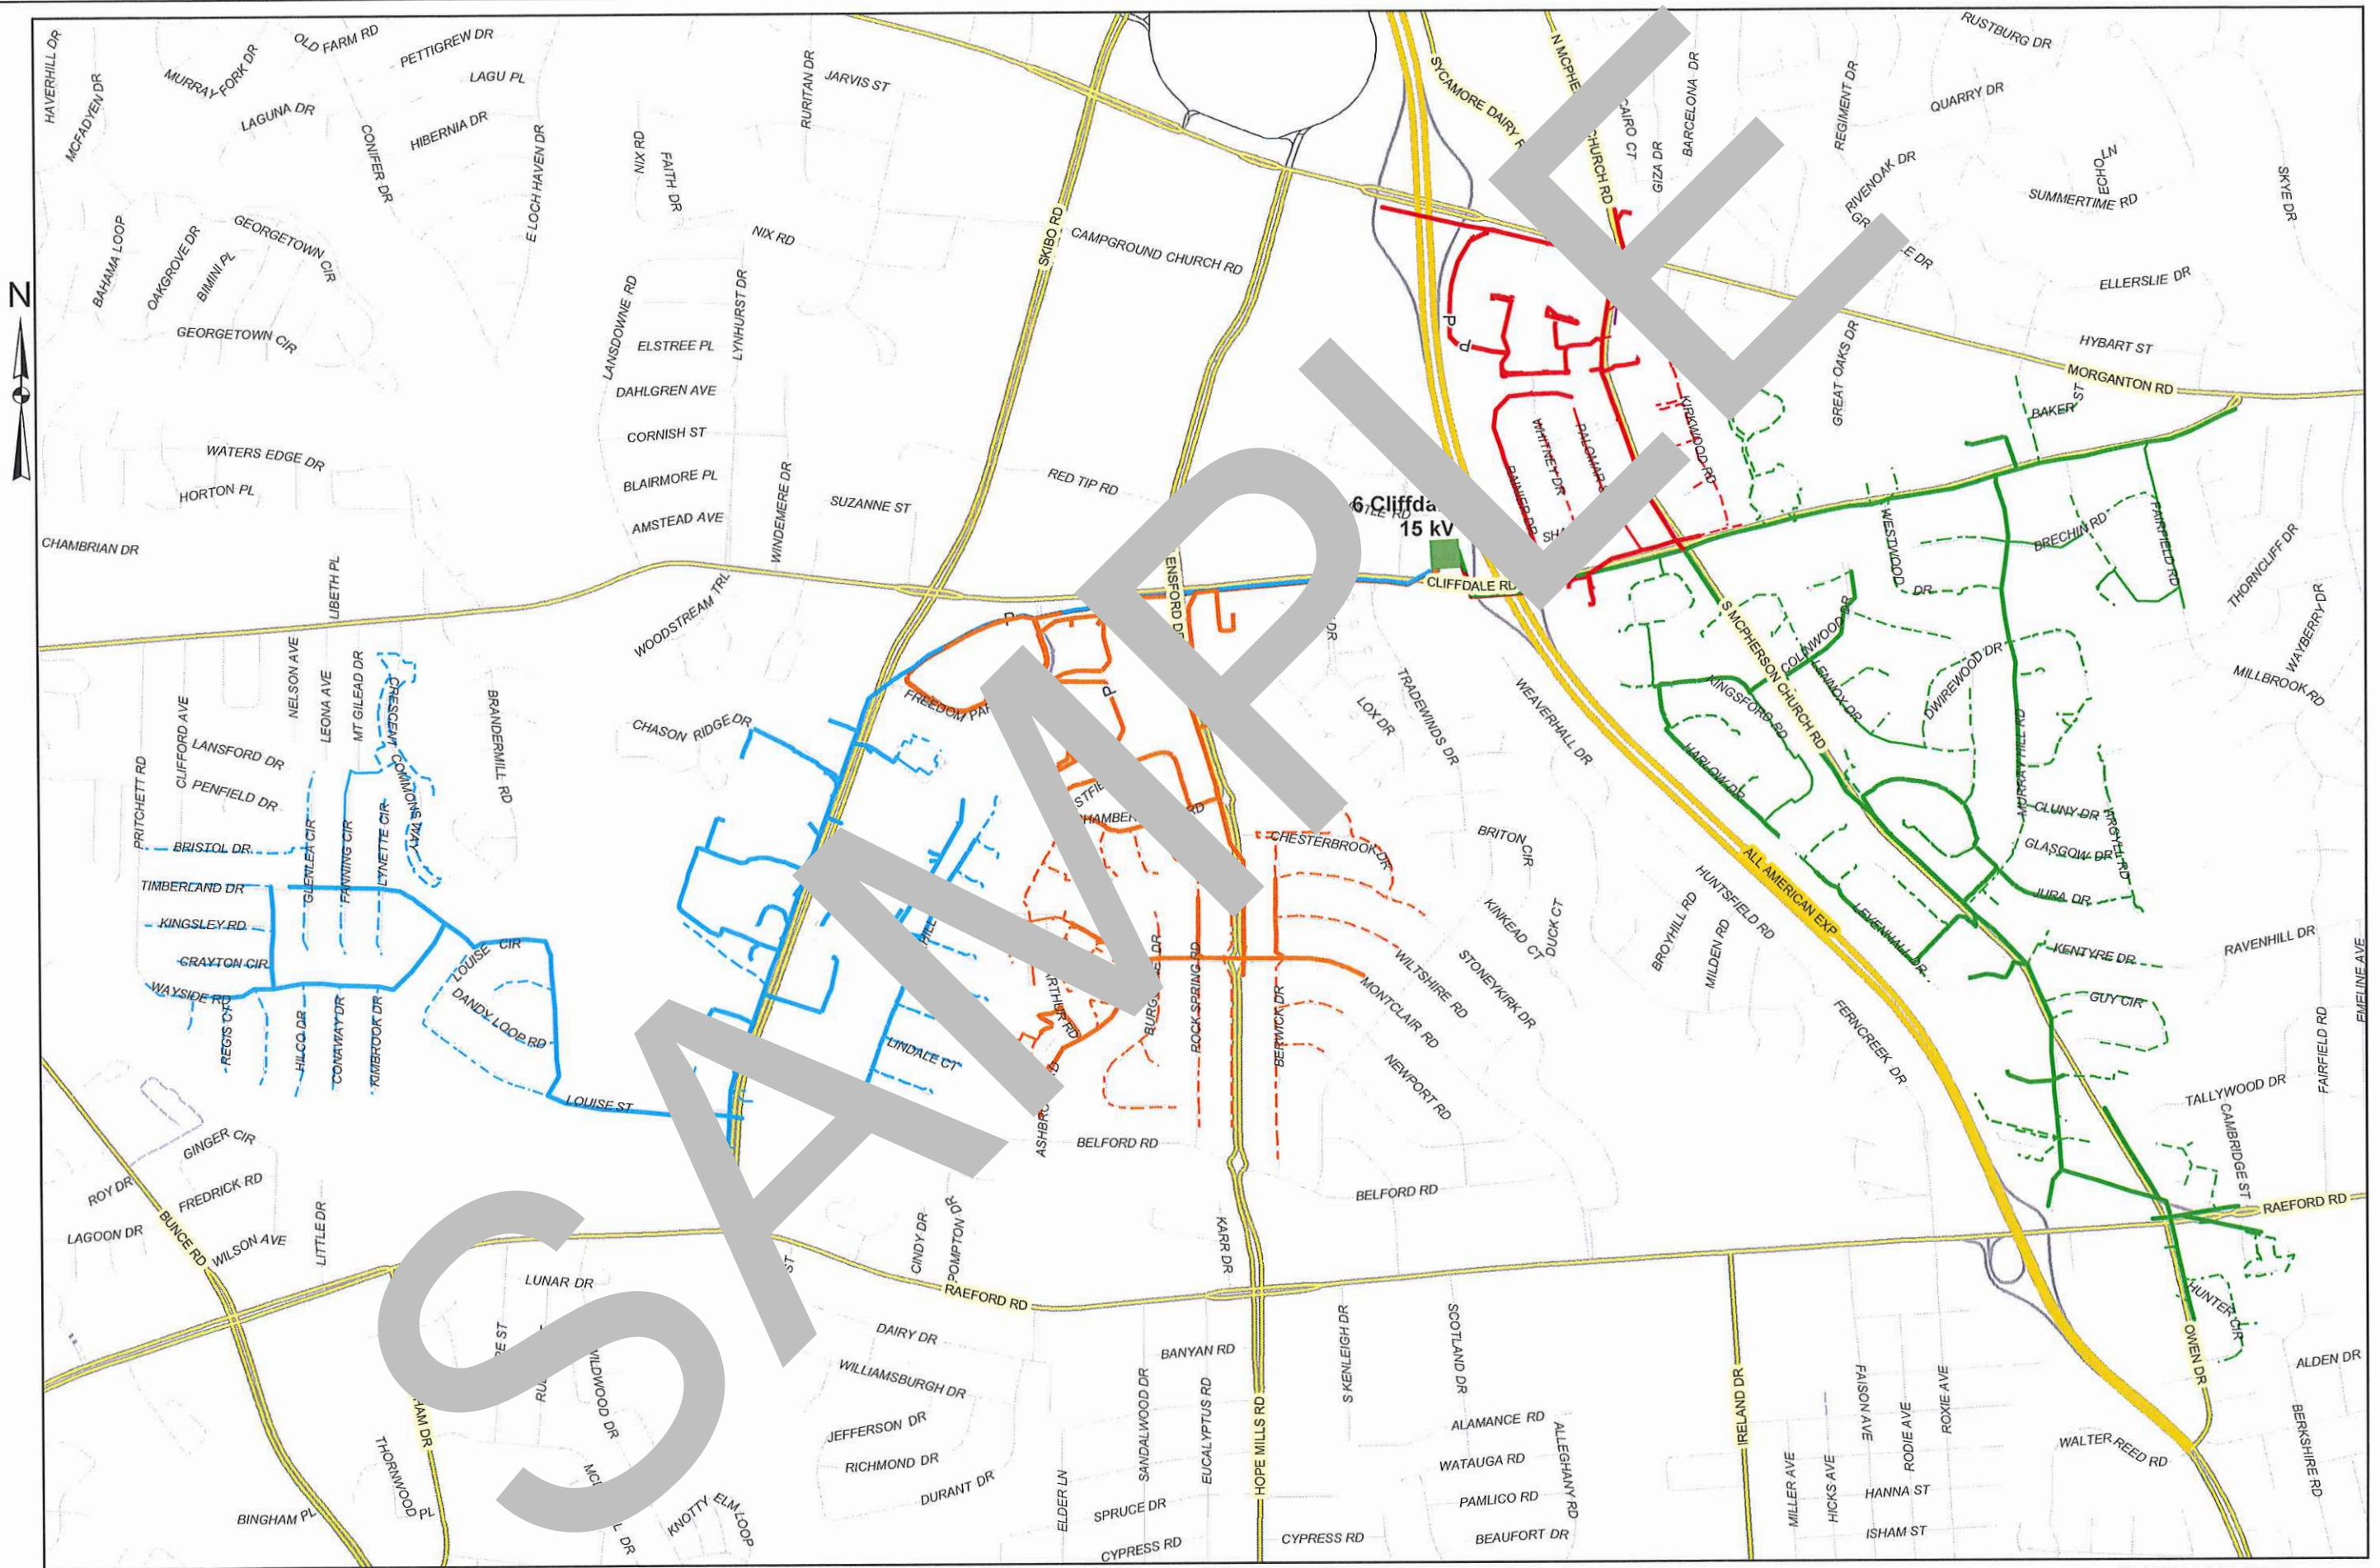 HAVERHILL DR
MCFADYEN DR
MURRAY FORK DR
OLD FARM RD
PETTIGREW DR
LAGU PL
LAGUNA DR
HIBERNIA DR
CONIFER DR
E LOCH HAVEN DR
NIX RD
FAITH DR
RURITAN DR
JARVIS ST
SYCAMORE DAIRY
CAIRO CT
GIZA DR
BARCELONA DR
CHURCH RD
REGIMENT DR
RUSTBURG DR
QUARRY DR
RIVENOAK DR
ECHO LN
SUMMERTIME RD
SKYE DR
BAHAMA LOOP
OAKGROVE DR
BIMINI PL
GEORGETOWN CIR
NIX RD
SKIBO RD
CAMPGROUND CHURCH RD
ELLERSLIE DR
N
GEORGETOWN CIR
LANSDOWNE RD
LYNHURST DR
ELSTREE PL
DAHLGREN AVE
CORNISH ST
BLAIRMORE PL
AMSTEAD AVE
WINDEMERE DR
SUZANNE ST
RED TIP RD
P
P
GREAT OAKS DR
HYBART ST
MORGANTON RD
BAKER ST
KIRKWOOD RD
WHITNEY DR
PALOMAR
RAINIER DR
WATERS EDGE DR
HORTON PL
CHAMBRIAN DR
LIBETH PL
15 kV
CLIFFDALE RD
WESTWOOD DR
BRECHIN RD
FAIRFIELD RD
THORNCLIFF DR
WAYBERRY DR
MILLBROOK RD
WOODSTREAM TRL
P
P
NELSON AVE
LEONA AVE
MT GILEAD DR
CRESCENT COMMONS WAY
BRANDERMILL RD
CHASON RIDGE DR
LOX DR
TRADEWINDS DR
WEAVERHALL DR
S MCPHERSON CHURCH RD
COLINWOOD DR
LENNOX DR
KINGSFORD RD
DWIREWOOD DR
HARLOW DR
MURRAY HILL RD
CLIFFORD AVE
LANSFORD DR
PENFIELD DR
PRITCHETT RD
BRISTOL DR
TIMBERLAND DR
KINGSLEY RD
GRAYTON CIR
WAYSIDE RD
GLENLEA CIR
FANNING CIR
LYNETTE CIR
LOUISE CIR
DANDY LOOP RD
REGIS CT
HILCO DR
CONAWAY DR
KIMBROOK DR
LOUISE ST
LINDALE CT
ROCK SPRING RD
BERWICK DR
CHESTERBROOK DR
BRITON CIR
KINKEAD CT
DUCK CT
WILTSHIRE RD
STONEYKIRK DR
MONTCLAIR RD
NEWPORT RD
BROYHILL RD
MILDEN RD
HUNTSFIELD RD
ALL AMERICAN EXP
LEVENHALL DR
CLUNY DR
GLASGOW DR
ARGYLL RD
JURA DR
KENTYRE DR
GUY CIR
RAVENHILL DR
EMELINE AVE
FAIRFIELD RD
FERNCREEK DR
TALLYWOOD DR
CAMBRIDGE ST
RAEFORD RD
BELFORD RD
BELFORD RD
GINGER CIR
ROY DR
FREDRICK RD
LAGOON DR
BUNCE RD
WILSON AVE
LITTLE DR
LUNAR DR
CINDY DR
POMPTON DR
RAEFORD RD
KARR DR
DAIRY DR
WILLIAMSBURGH DR
JEFFERSON DR
RICHMOND DR
DURANT DR
BANYAN RD
SANDALWOOD DR
EUCALYPTUS RD
HOPE MILLS RD
ELDER LN
SPRUCE DR
CYPRESS RD
CYPRESS RD
S KENLEIGH DR
SCOTLAND DR
ALAMANCE RD
WATAUGA RD
PAMLICO RD
BEAUFORT DR
ALLEGHANY RD
IRELAND DR
MILLER AVE
HICKS AVE
FAISON AVE
RODIE AVE
ROXIE AVE
HANNA ST
ISHAM ST
HUNTER CIR
OWEN DR
ALDEN DR
BERKSHIRE RD
WALTER REED RD
THORNWOOD PL
BINGHAM PL
KNOTTY ELM LOOP
SAMPLE